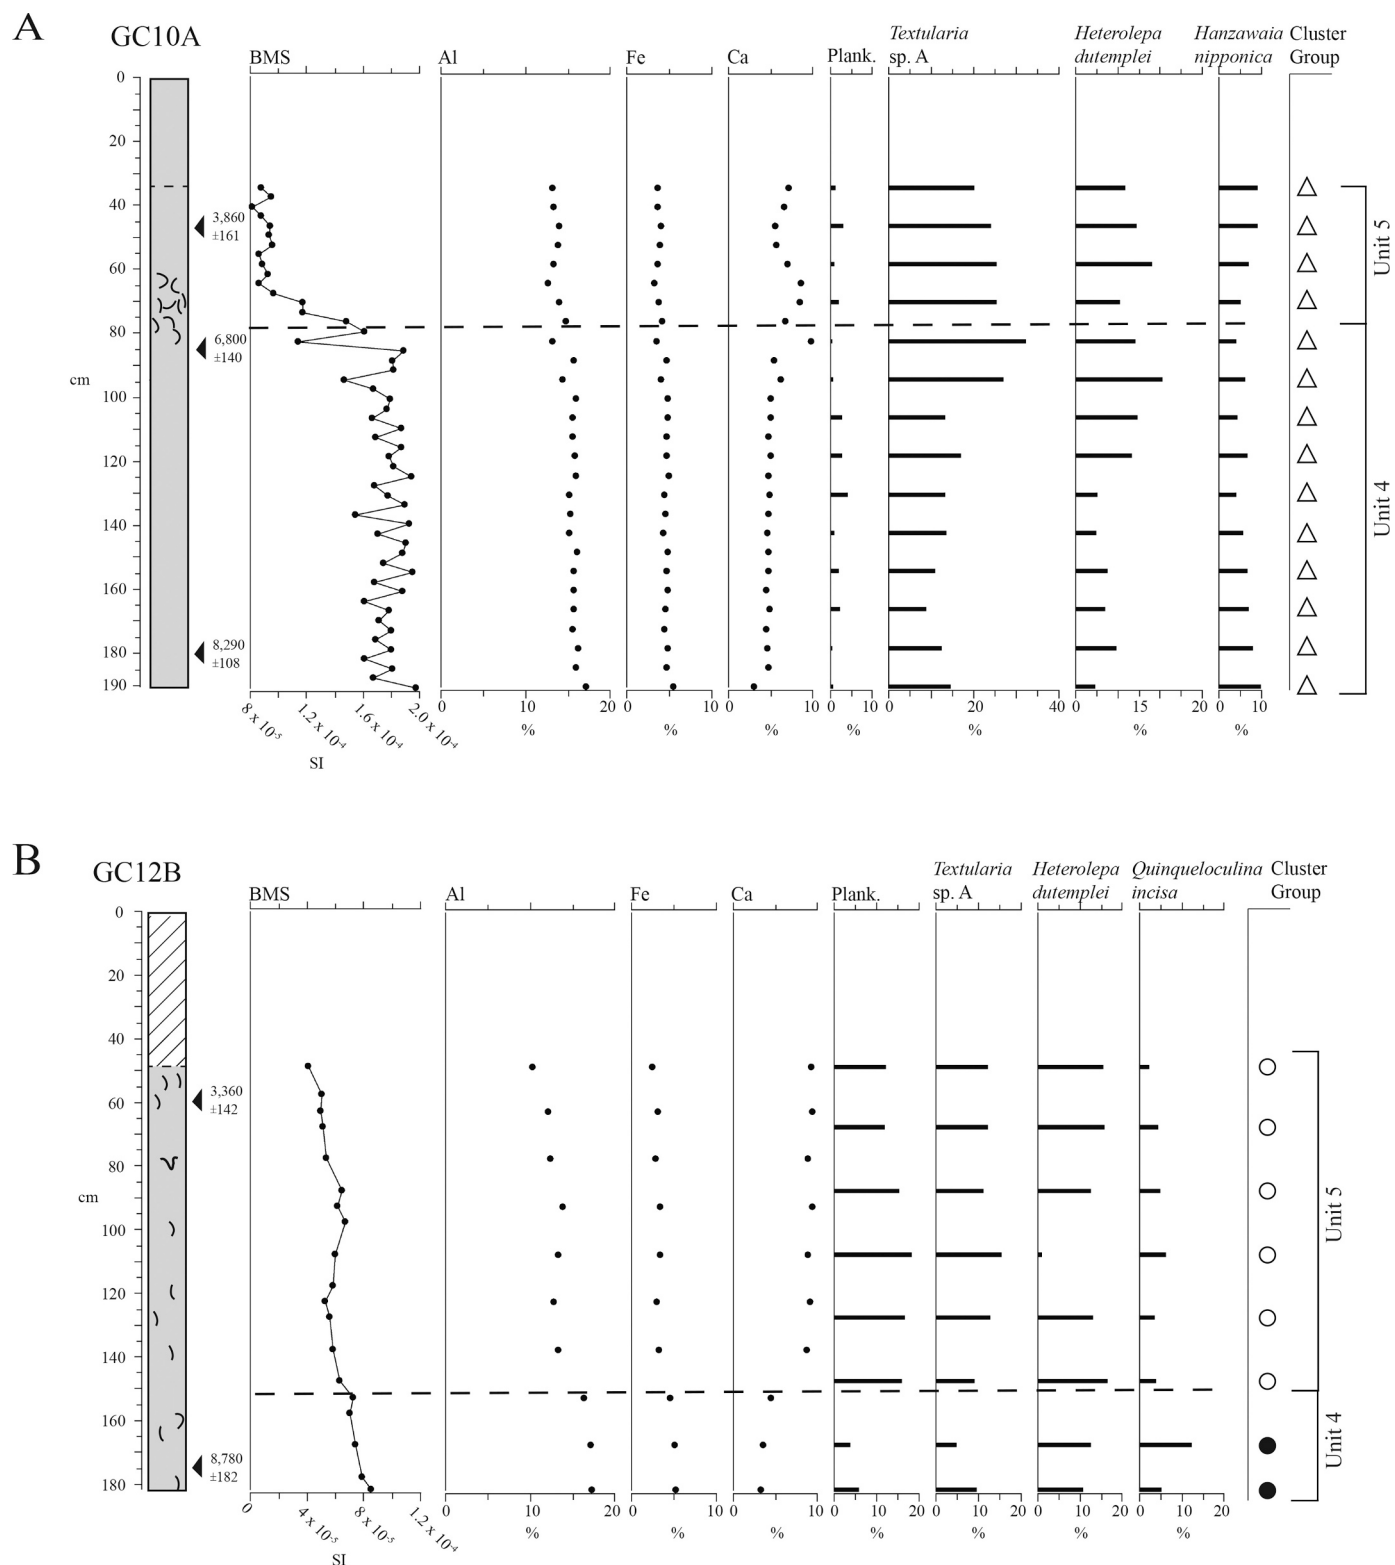 A
GC10A
BMS
Al
Fe
Ca
Plank.
Textularia
sp. A
Heterolepa
dutemplei
Hanzawaia
nipponica
Cluster
Group
0
20
40
60
80
100
120
140
160
180
190
cm
3,860
±161
6,800
±140
8,290
±108
Unit 5
Unit 4
8 x 10-5
1.2 x 10-4
1.6 x 10-4
2.0 x 10-4
SI
0
10
20
%
0
10
%
0
10
%
0
10
%
0
20
40
%
0
15
20
%
0
10
%
B
GC12B
BMS
Al
Fe
Ca
Plank.
Textularia
sp. A
Heterolepa
dutemplei
Quinqueloculina
incisa
Cluster
Group
0
20
40
60
80
100
120
140
160
180
cm
3,360
±142
8,780
±182
Unit 5
Unit 4
0
4 x 10-5
8 x 10-5
1.2 x 10-4
SI
0
10
20
%
0
10
%
0
10
%
0
10
20
%
0
10
20
%
0
10
20
%
0
10
20
%